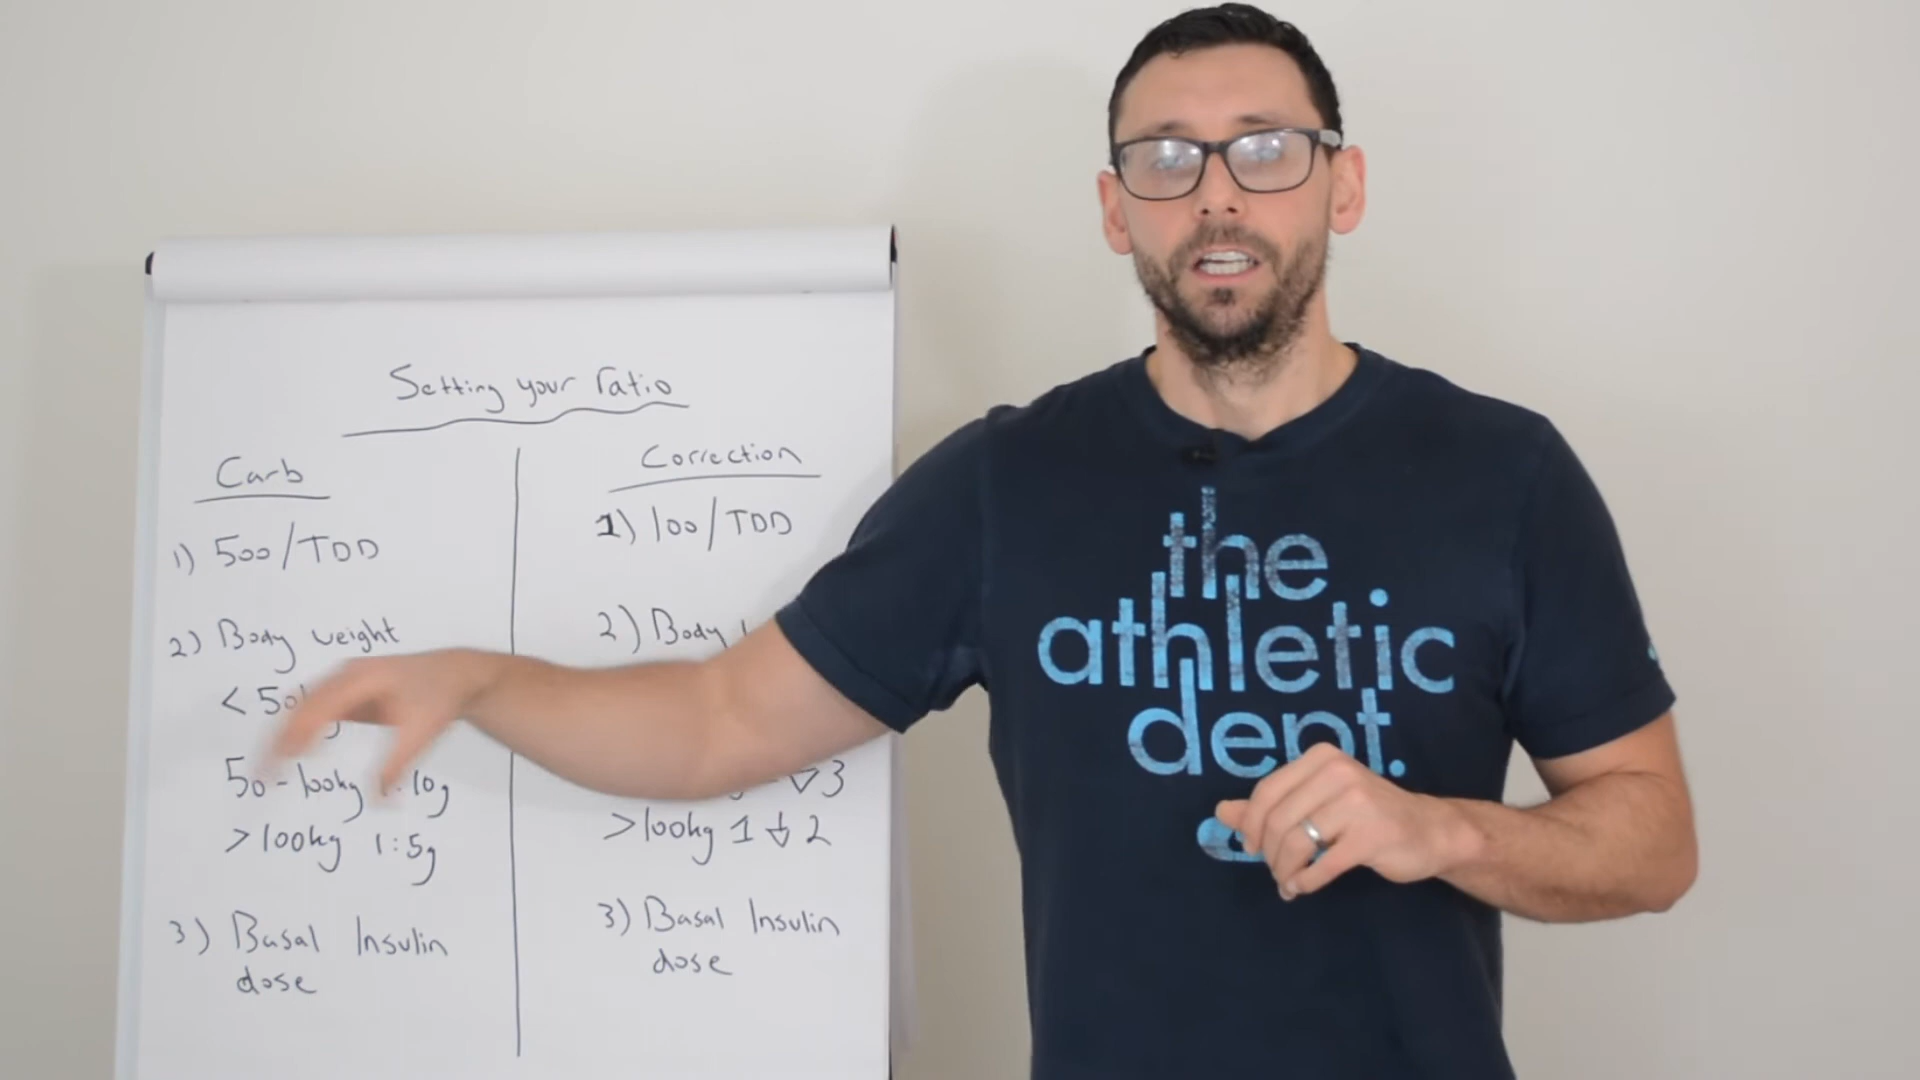 Setting your ratio
Carb
1) 500/TDD
2) Body weight
< 50
50-100kg 10g
>100kg 1:5g
3) Basal Insulin
dose
Correction
1) 100/TDD
2) Body
3
>100kg 1 ↓ 2
3) Basal Insulin
dose
the
athletic
dept.